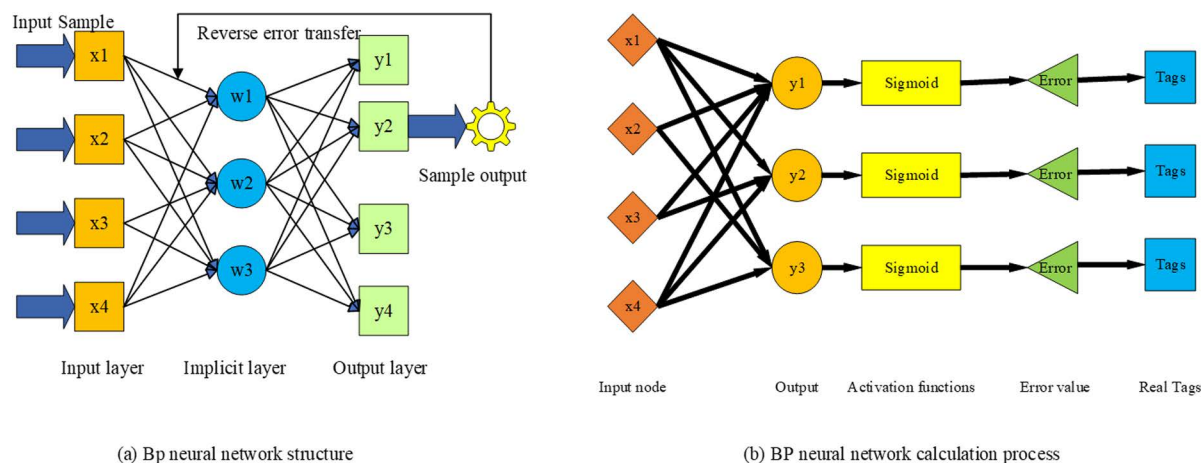 Input Sample
Reverse error transfer
x1
x2
x3
x4
w1
w2
w3
y1
y2
y3
y4
Sample output
Input layer
Implicit layer
Output layer
(a) Bp neural network structure
x1
x2
x3
x4
y1
y2
y3
Sigmoid
Sigmoid
Sigmoid
Error
Error
Error
Tags
Tags
Tags
Input node
Output
Activation functions
Error value
Real Tags
(b) BP neural network calculation process